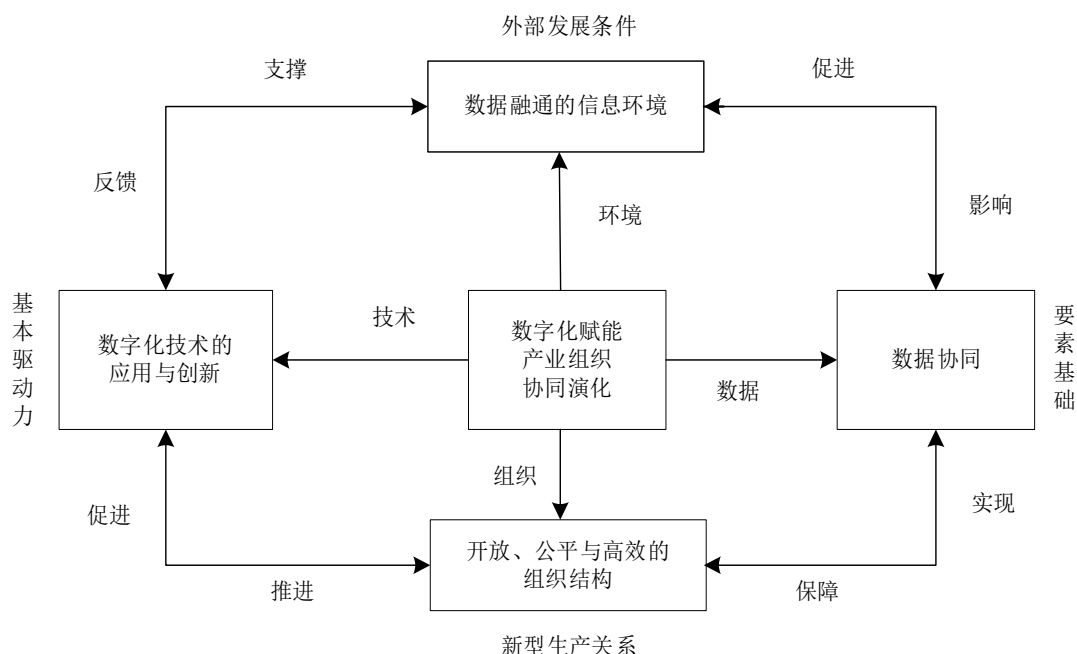 外部发展条件
支撑
促进
数据融通的信息环境
反馈
环境
影响
基本驱动力
数字化技术的
应用与创新
技术
数字化赋能
产业组织
协同演化
数据
数据协同
要素基础
组织
促进
实现
开放、公平与高效的
组织结构
推进
保障
新型生产关系